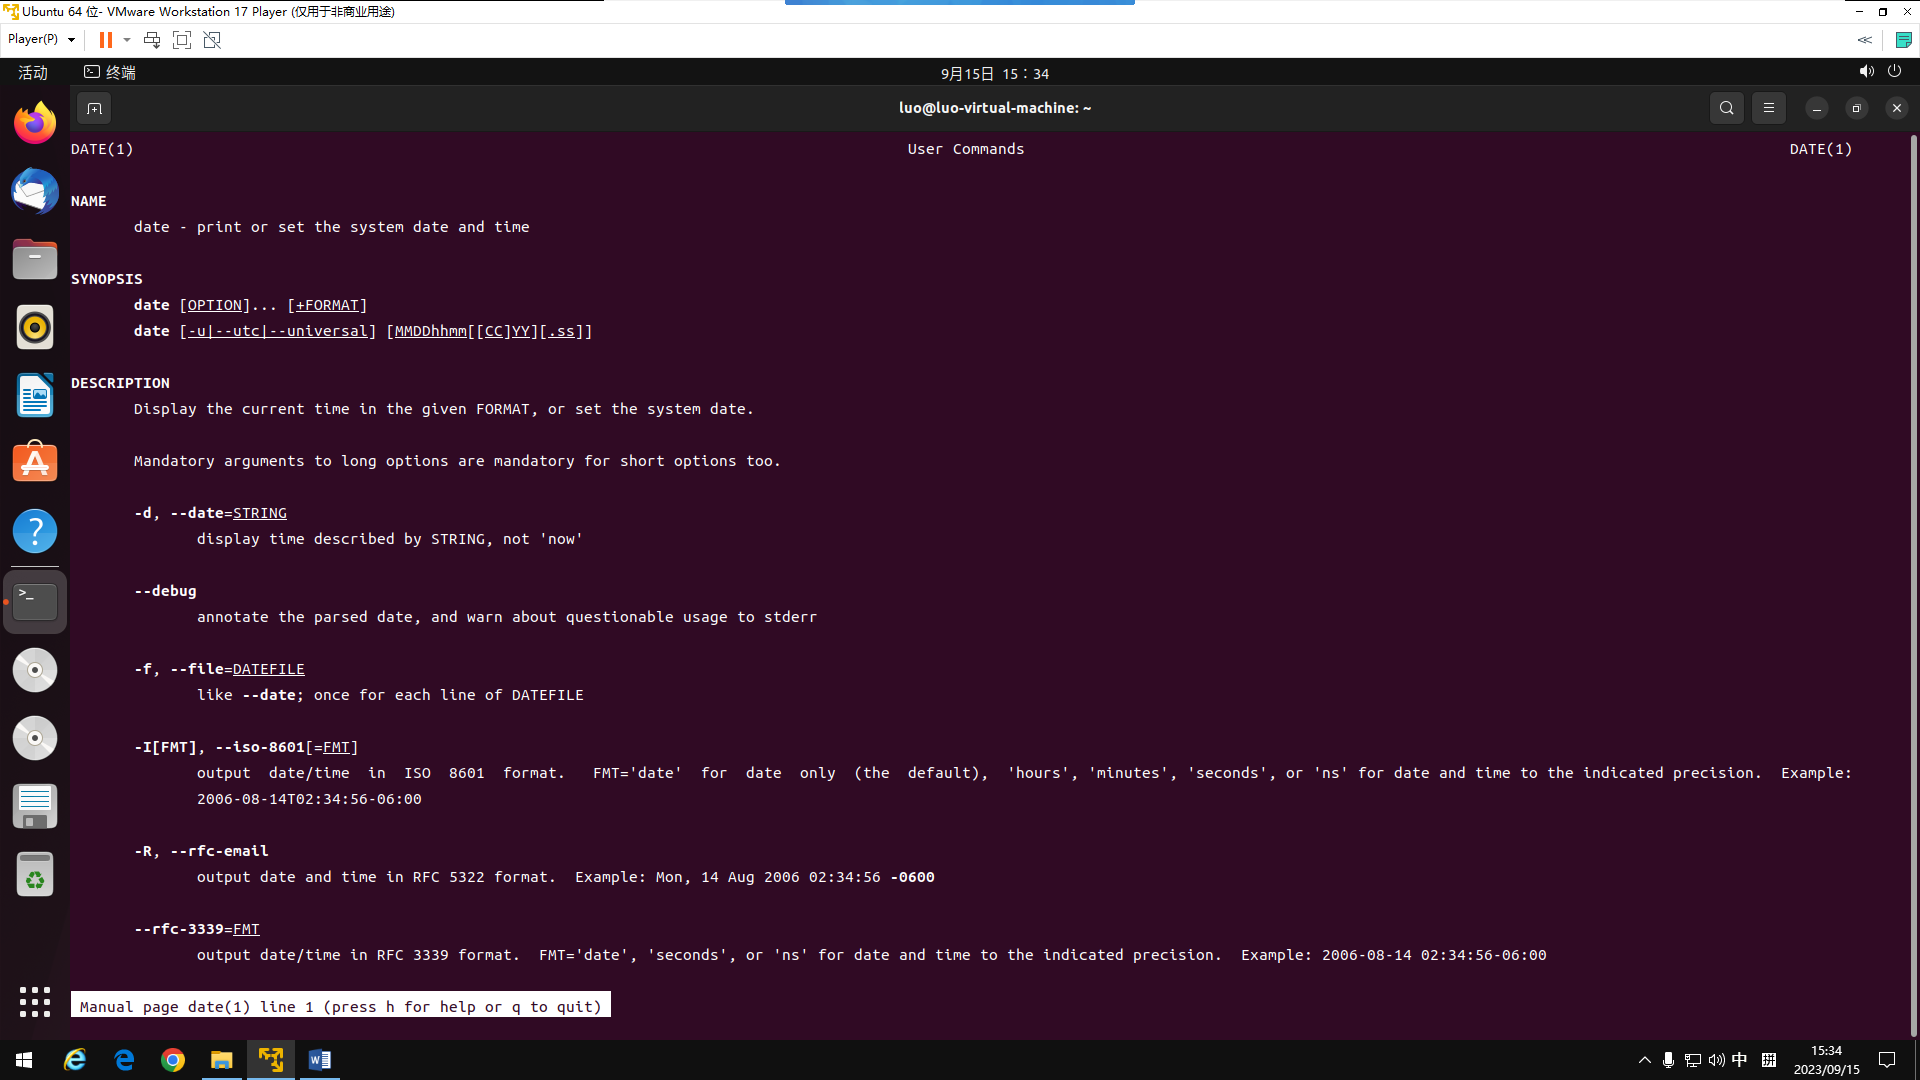 Ubuntu 64 位- VMware Workstation 17 Player (仅用于非商业用途)
Player(P)
活动 终端 9月15日 15：34
luo@luo-virtual-machine: ~
DATE(1) User Commands DATE(1)
NAME
date - print or set the system date and time
SYNOPSIS
date [OPTION]... [+FORMAT]
date [-u|--utc|--universal] [MMDDhhmm[[CC]YY][.ss]]
DESCRIPTION
Display the current time in the given FORMAT, or set the system date.
Mandatory arguments to long options are mandatory for short options too.
-d, --date=STRING
display time described by STRING, not 'now'
--debug
annotate the parsed date, and warn about questionable usage to stderr
-f, --file=DATEFILE
like --date; once for each line of DATEFILE
-I[FMT], --iso-8601[=FMT]
output date/time in ISO 8601 format. FMT='date' for date only (the default), 'hours', 'minutes', 'seconds', or 'ns' for date and time to the indicated precision. Example:
2006-08-14T02:34:56-06:00
-R, --rfc-email
output date and time in RFC 5322 format. Example: Mon, 14 Aug 2006 02:34:56 -0600
--rfc-3339=FMT
output date/time in RFC 3339 format. FMT='date', 'seconds', or 'ns' for date and time to the indicated precision. Example: 2006-08-14 02:34:56-06:00
Manual page date(1) line 1 (press h for help or q to quit)
中 拼 15:34
2023/09/15